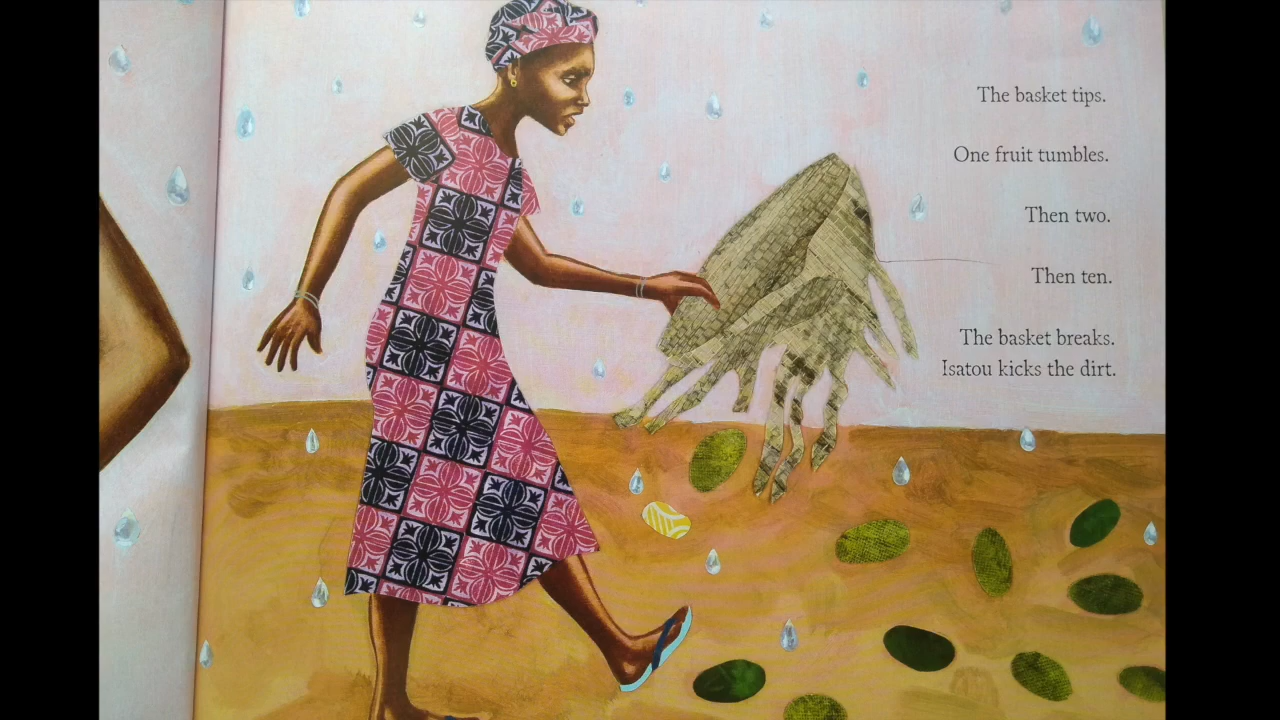 The basket tips.
One fruit tumbles.
Then two.
Then ten.
The basket breaks.
Isatou kicks the dirt.